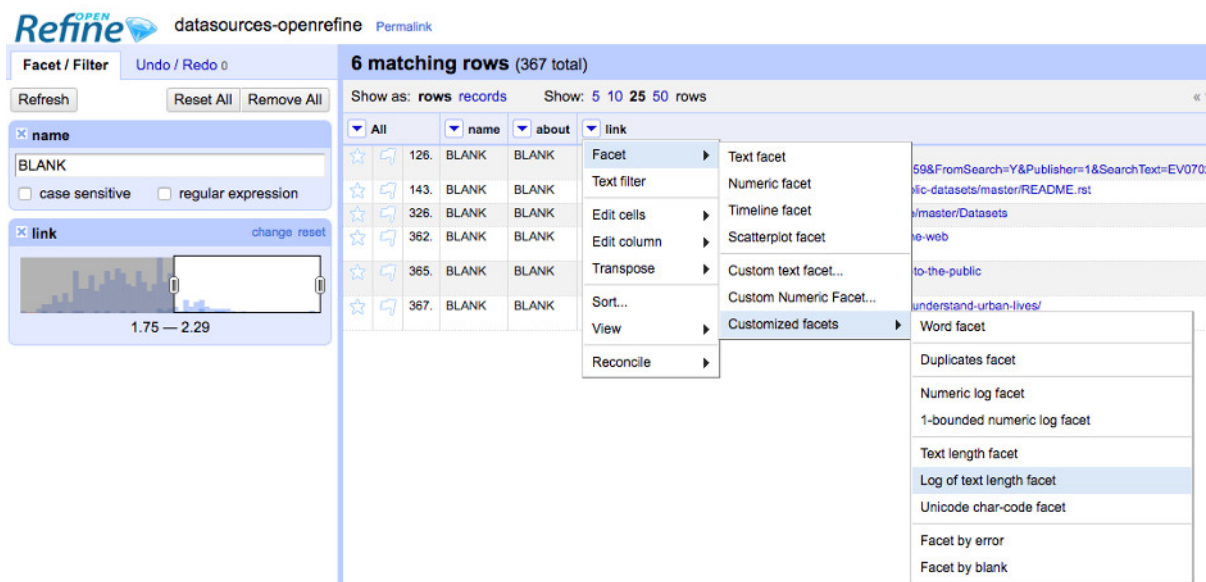 OPEN
Refine datasources-openrefine Permalink
Facet / Filter Undo / Redo 0
Refresh Reset All Remove All
name
BLANK
case sensitive regular expression
link change reset
1.75 — 2.29
6 matching rows (367 total)
Show as: rows records Show: 5 10 25 50 rows «
All name about link
126. BLANK BLANK
59&FromSearch=Y&Publisher=1&SearchText=EV070
143. BLANK BLANK lic-datasets/master/README.rst
326. BLANK BLANK /master/Datasets
362. BLANK BLANK he-web
365. BLANK BLANK to-the-public
367. BLANK BLANK understand-urban-lives/
Facet
Text filter
Edit cells
Edit column
Transpose
Sort...
View
Reconcile
Text facet
Numeric facet
Timeline facet
Scatterplot facet
Custom text facet...
Custom Numeric Facet...
Customized facets
Word facet
Duplicates facet
Numeric log facet
1-bounded numeric log facet
Text length facet
Log of text length facet
Unicode char-code facet
Facet by error
Facet by blank